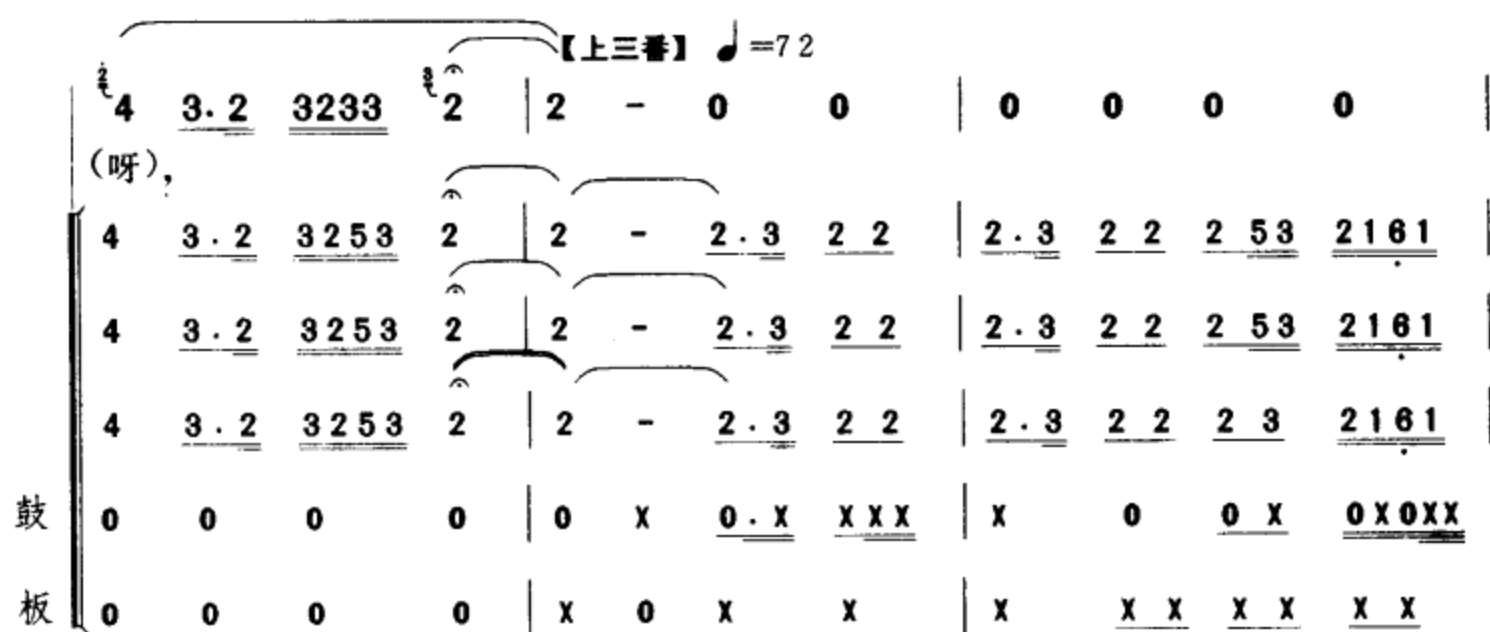 【上三番】 ♩=72
4 3.2 3233 2 | 2 - 0 0 | 0 0 0 0 |
(呀),
4 3.2 3253 2 | 2 - 2.3 2 2 | 2.3 2 2 2 53 2161 |
4 3.2 3253 2 | 2 - 2.3 2 2 | 2.3 2 2 2 53 2161 |
4 3.2 3253 2 | 2 - 2.3 2 2 | 2.3 2 2 2 3 2161 |
鼓 0 0 0 0 | 0 X 0.X XXX | X 0 0 X 0X0XX
板 0 0 0 0 | X 0 X X | X X X X X X X